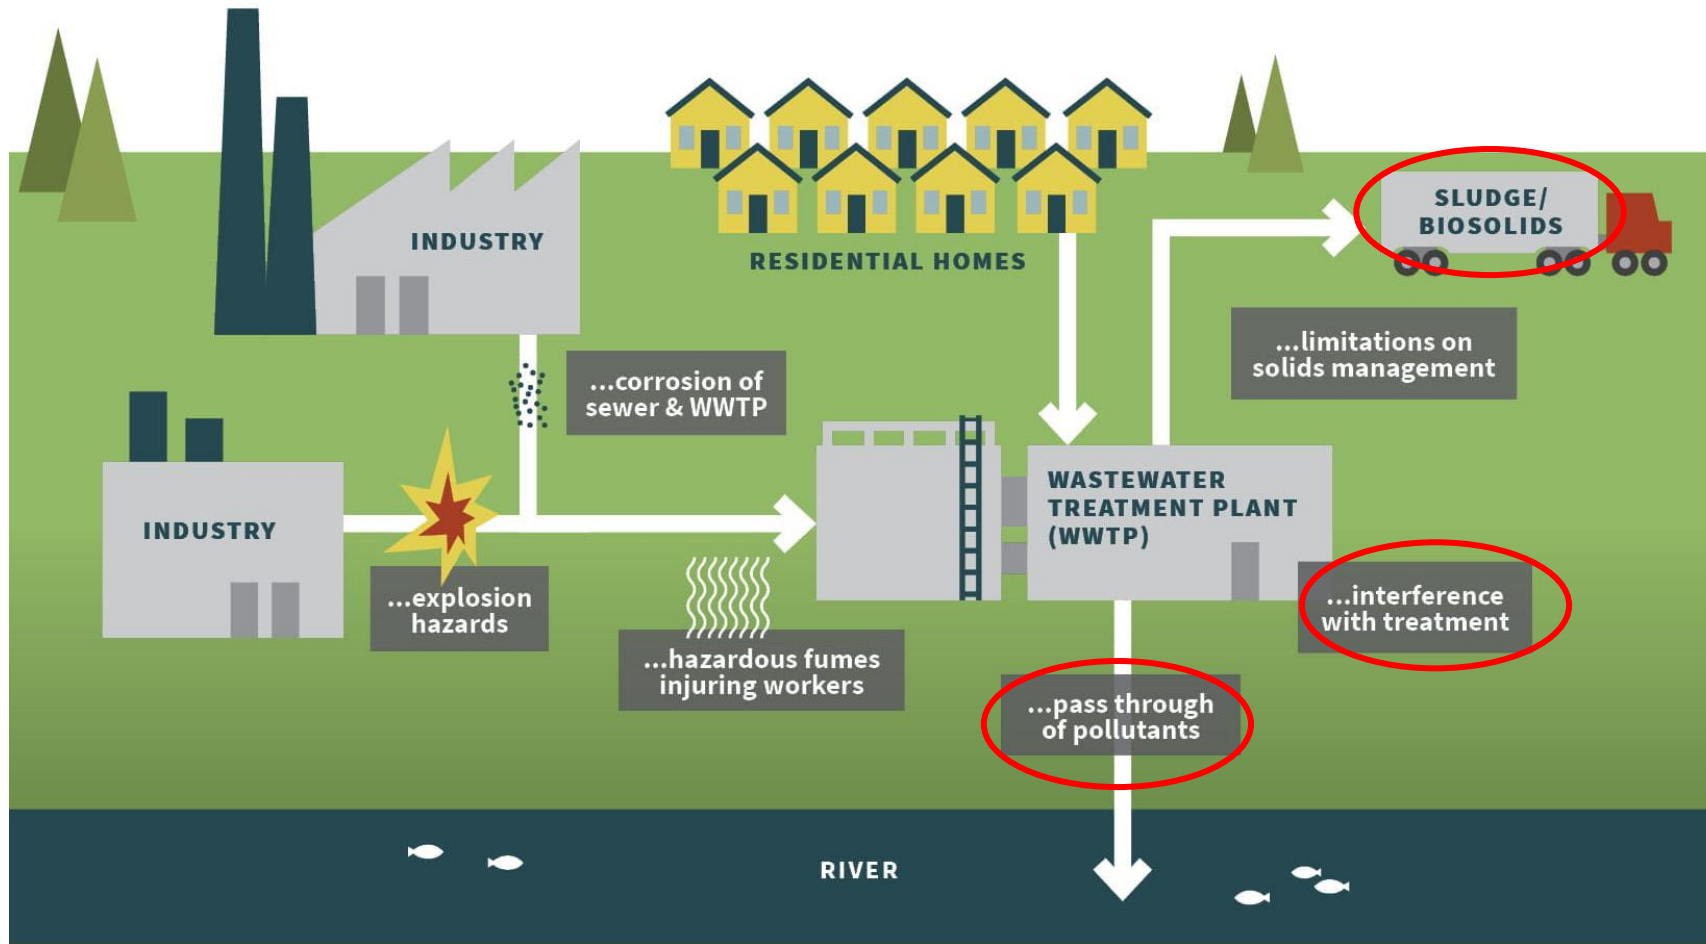 INDUSTRY
RESIDENTIAL HOMES
SLUDGE/
BIOSOLIDS
...limitations on
solids management
...corrosion of
sewer & WWTP
INDUSTRY
WASTEWATER
TREATMENT PLANT
(WWTP)
...explosion
hazards
...hazardous fumes
injuring workers
...interference
with treatment
...pass through
of pollutants
RIVER